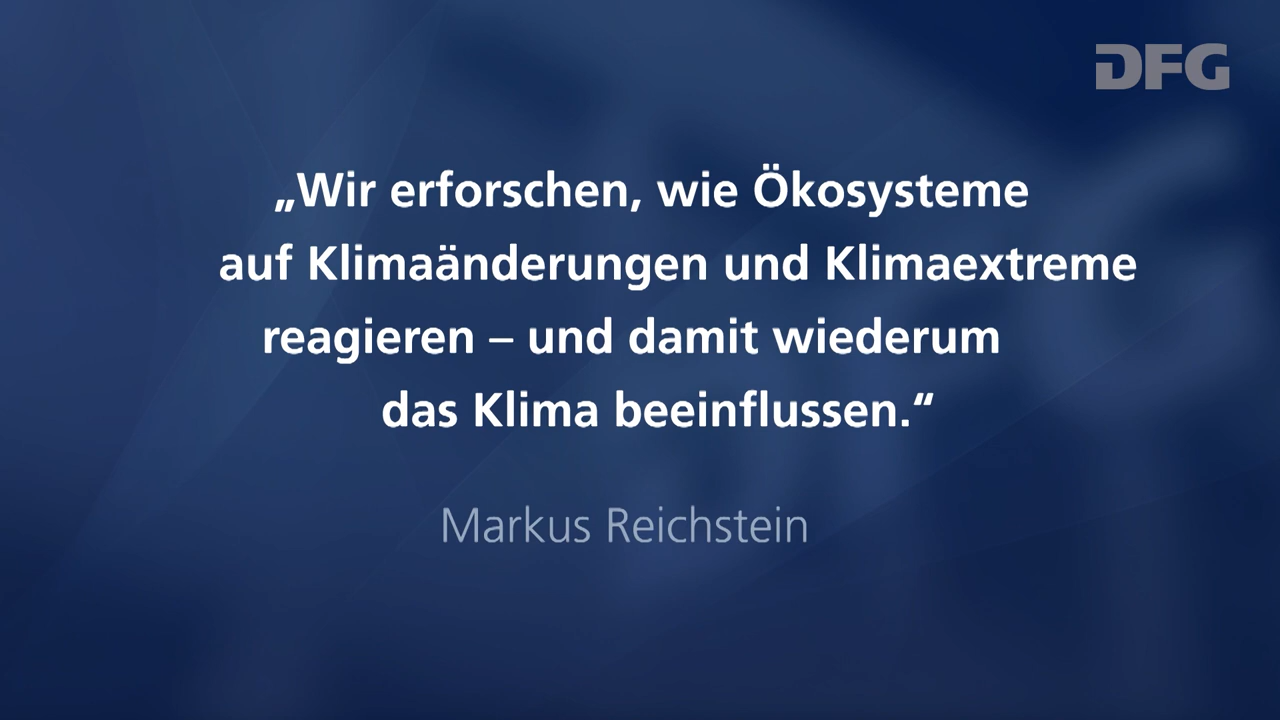 DFG
„Wir erforschen, wie Ökosysteme
auf Klimaänderungen und Klimaextreme
reagieren – und damit wiederum
das Klima beeinflussen.“
Markus Reichstein